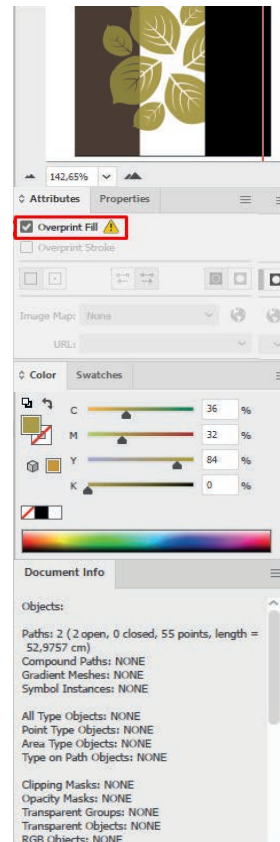 142,65%
Attributes Properties
Overprint Fill
Overprint Stroke
Image Map: None
URL:
Color Swatches
C 36 %
M 32 %
Y 84 %
K 0 %
Document Info
Objects:
Paths: 2 ( 2 open, 0 closed, 55 points, length =
52,9757 cm)
Compound Paths: NONE
Gradient Meshes: NONE
Symbol Instances: NONE
All Type Objects: NONE
Point Type Objects: NONE
Area Type Objects: NONE
Type on Path Objects: NONE
Clipping Masks: NONE
Opacity Masks: NONE
Transparent Groups: NONE
Transparent Objects: NONE
RGB Objects: NONE